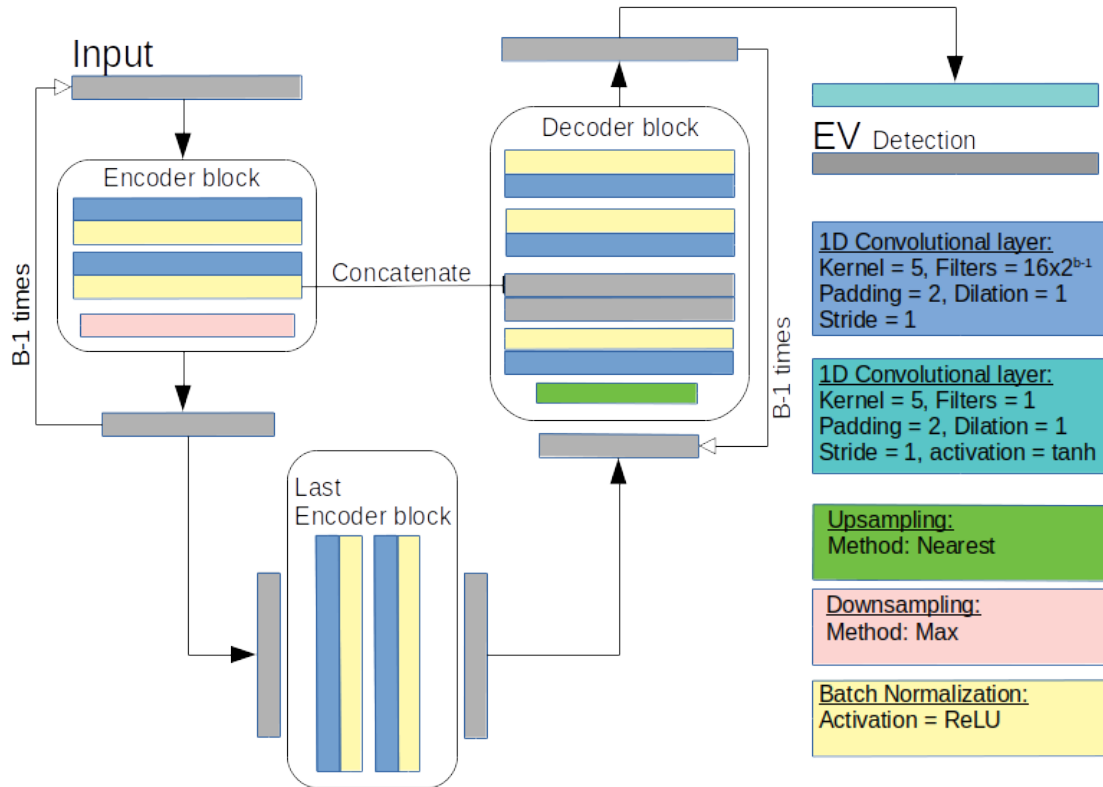 Input
B-1 times
Encoder block
Concatenate
Last
Encoder block
Decoder block
B-1 times
EV Detection
1D Convolutional layer:
Kernel = 5, Filters = 16x2^b-1
Padding = 2, Dilation = 1
Stride = 1
1D Convolutional layer:
Kernel = 5, Filters = 1
Padding = 2, Dilation = 1
Stride = 1, activation = tanh
Upsampling:
Method: Nearest
Downsampling:
Method: Max
Batch Normalization:
Activation = ReLU